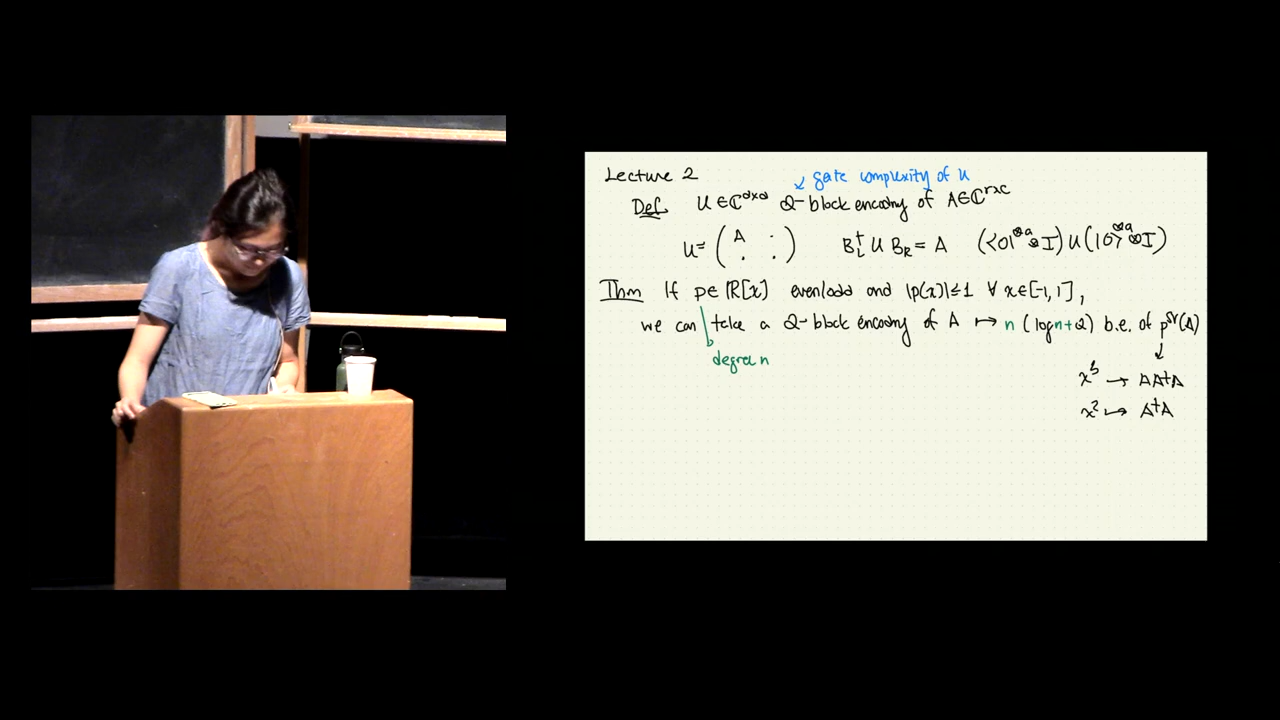 Lecture 2
↙ gate complexity of U
Def U ∈ ℂ^{d×d} Q-block encoding of A ∈ ℂ^{r×c}
U = ( A · · · ) B_L^† U B_R = A (⟨0|^{⊗a} ⊗ I) U (|0⟩^{⊗a} ⊗ I)
Thm If p ∈ ℝ[x] even/odd and |p(x)| ≤ 1 ∀ x ∈ [-1, 1],
we can take a Q-block encoding of A ↦ n (log n + Q) b.e. of p^{SV}(A)
degree n
x³ → A A^† A
x² ↦ A^† A